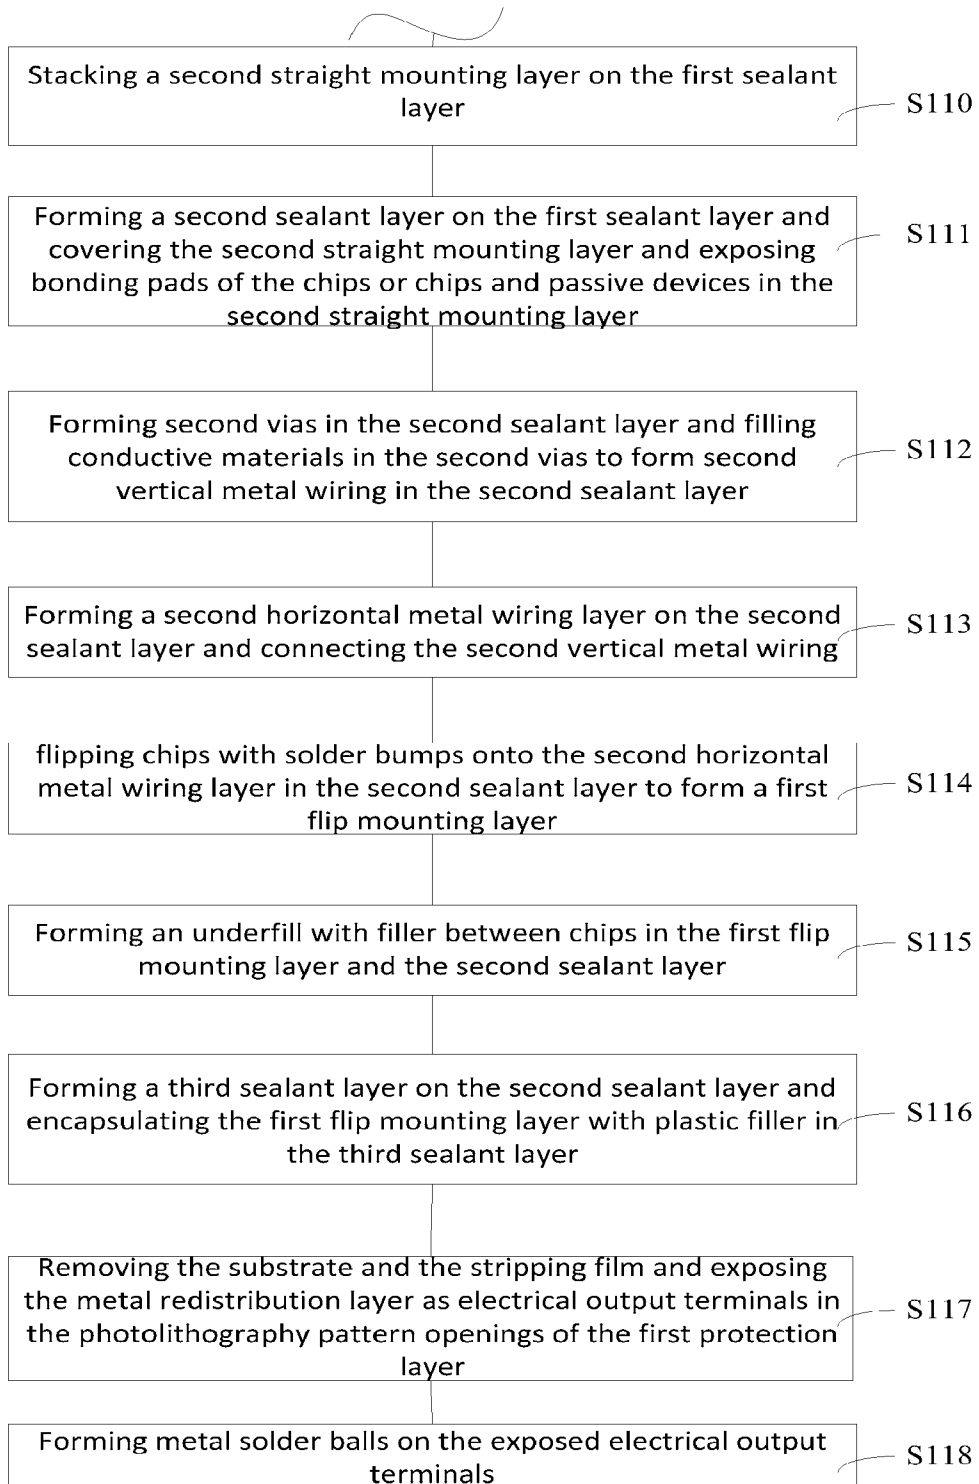 Stacking a second straight mounting layer on the first sealant
layer
S110
Forming a second sealant layer on the first sealant layer and
covering the second straight mounting layer and exposing
bonding pads of the chips or chips and passive devices in the
second straight mounting layer
S111
Forming second vias in the second sealant layer and filling
conductive materials in the second vias to form second
vertical metal wiring in the second sealant layer
S112
Forming a second horizontal metal wiring layer on the second
sealant layer and connecting the second vertical metal wiring
S113
flipping chips with solder bumps onto the second horizontal
metal wiring layer in the second sealant layer to form a first
flip mounting layer
S114
Forming an underfill with filler between chips in the first flip
mounting layer and the second sealant layer
S115
Forming a third sealant layer on the second sealant layer and
encapsulating the first flip mounting layer with plastic filler in
the third sealant layer
S116
Removing the substrate and the stripping film and exposing
the metal redistribution layer as electrical output terminals in
the photolithography pattern openings of the first protection
layer
S117
Forming metal solder balls on the exposed electrical output
terminals
S118